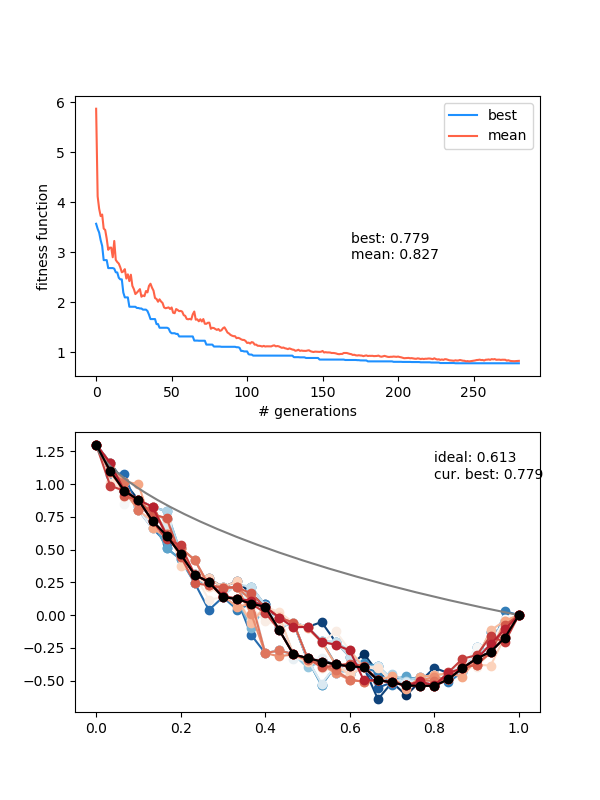 6
5
4
3
2
1
fitness function
best
mean
best: 0.779
mean: 0.827
0 50 100 150 200 250
# generations
1.25
1.00
0.75
0.50
0.25
0.00
−0.25
−0.50
ideal: 0.613
cur. best: 0.779
0.0 0.2 0.4 0.6 0.8 1.0